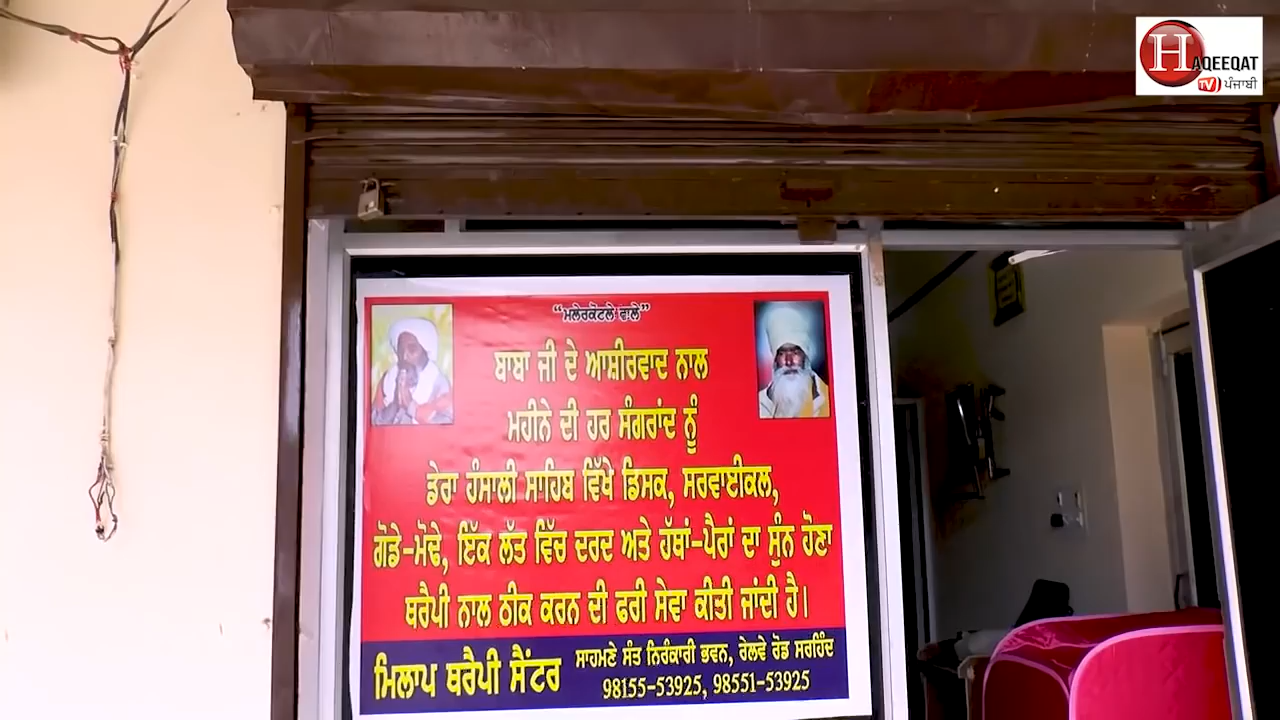 HAQEEQAT
TV ਪੰਜਾਬੀ
“ਮਲੇਰਕੋਟਲੇ ਵਾਲੇ”
ਬਾਬਾ ਜੀ ਦੇ ਆਸ਼ੀਰਵਾਦ ਨਾਲ
ਮਹੀਨੇ ਦੀ ਹਰ ਸੰਗਰਾਂਦ ਨੂੰ
ਡੇਰਾ ਹੰਸਾਲੀ ਸਾਹਿਬ ਵਿੱਖੇ ਡਿਸਕ, ਸਰਵਾਈਕਲ,
ਗੋਡੇ-ਮੋਢੇ, ਇੱਕ ਲੱਤ ਵਿੱਚ ਦਰਦ ਅਤੇ ਹੱਥਾਂ-ਪੈਰਾਂ ਦਾ ਸੁੰਨ ਹੋਣਾ
ਥਰੈਪੀ ਨਾਲ ਠੀਕ ਕਰਨ ਦੀ ਫਰੀ ਸੇਵਾ ਕੀਤੀ ਜਾਂਦੀ ਹੈ।
ਮਿਲਾਪ ਥਰੈਪੀ ਸੈਂਟਰ
ਸਾਹਮਣੇ ਸੰਤ ਨਿਰੰਕਾਰੀ ਭਵਨ, ਰੇਲਵੇ ਰੋਡ ਸਰਹਿੰਦ
98155-53925, 98551-53925